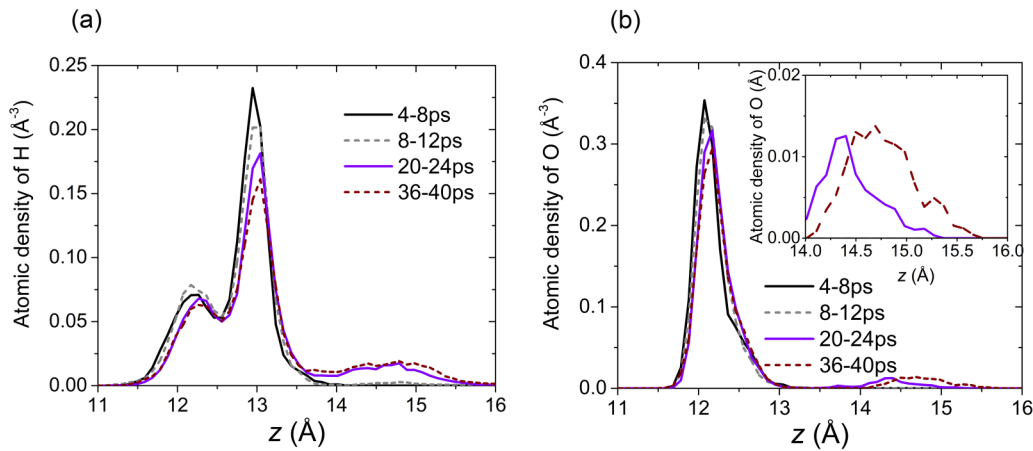 (a)
(b)
0.25
0.20
0.15
0.10
0.05
0.00
Atomic density of H (Å-3)
4-8ps
8-12ps
20-24ps
36-40ps
11 12 13 14 15 16
z (Å)
0.4
0.3
0.2
0.1
0.0
Atomic density of O (Å-3)
0.02
0.01
0.00
Atomic density of O (Å)
14.0 14.5 15.0 15.5 16.0
z (Å)
4-8ps
8-12ps
20-24ps
36-40ps
11 12 13 14 15 16
z (Å)